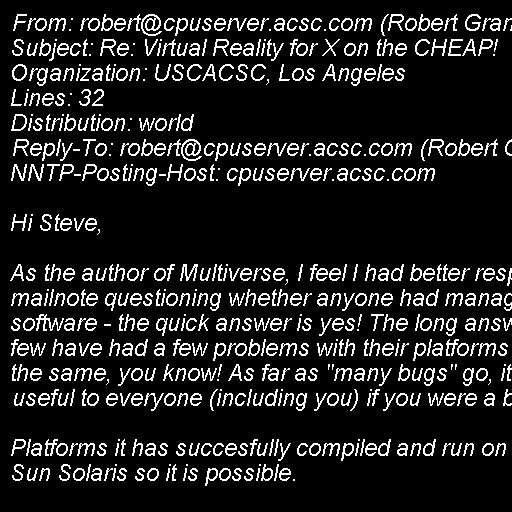 From: robert@cpuserver.acsc.com (Robert Gran
Subject: Re: Virtual Reality for X on the CHEAP!
Organization: USCACSC, Los Angeles
Lines: 32
Distribution: world
Reply-To: robert@cpuserver.acsc.com (Robert G
NNTP-Posting-Host: cpuserver.acsc.com
Hi Steve,
As the author of Multiverse, I feel I had better resp
mailnote questioning whether anyone had manag
software - the quick answer is yes! The long answ
few have had a few problems with their platforms
the same, you know! As far as "many bugs" go, it
useful to everyone (including you) if you were a b
Platforms it has succesfully compiled and run on
Sun Solaris so it is possible.